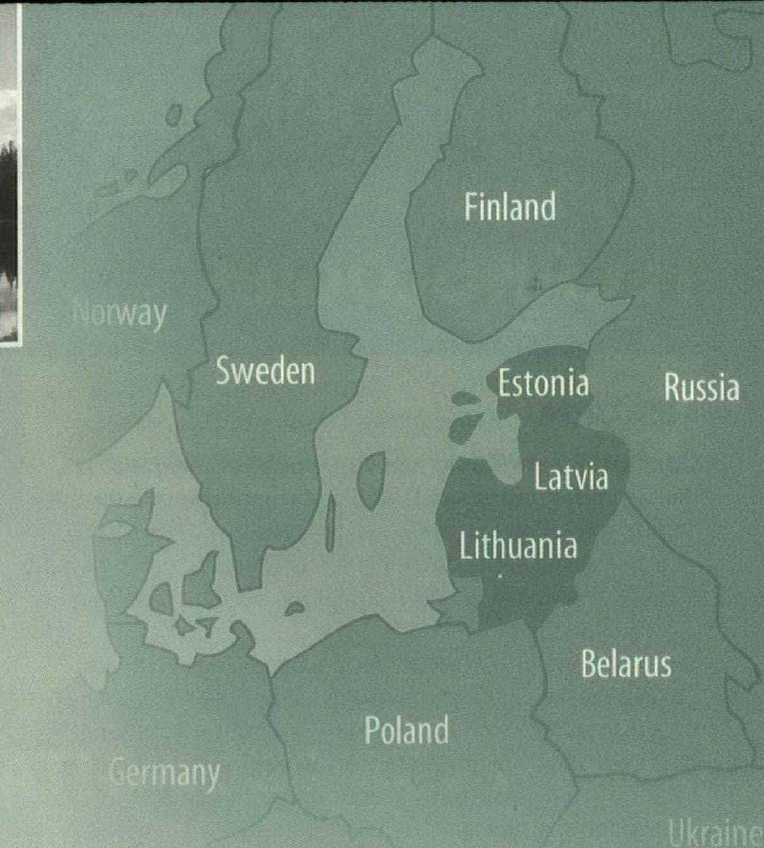 Finland
Norway
Sweden
Estonia
Russia
Latvia
Lithuania
Belarus
Poland
Germany
Ukraine